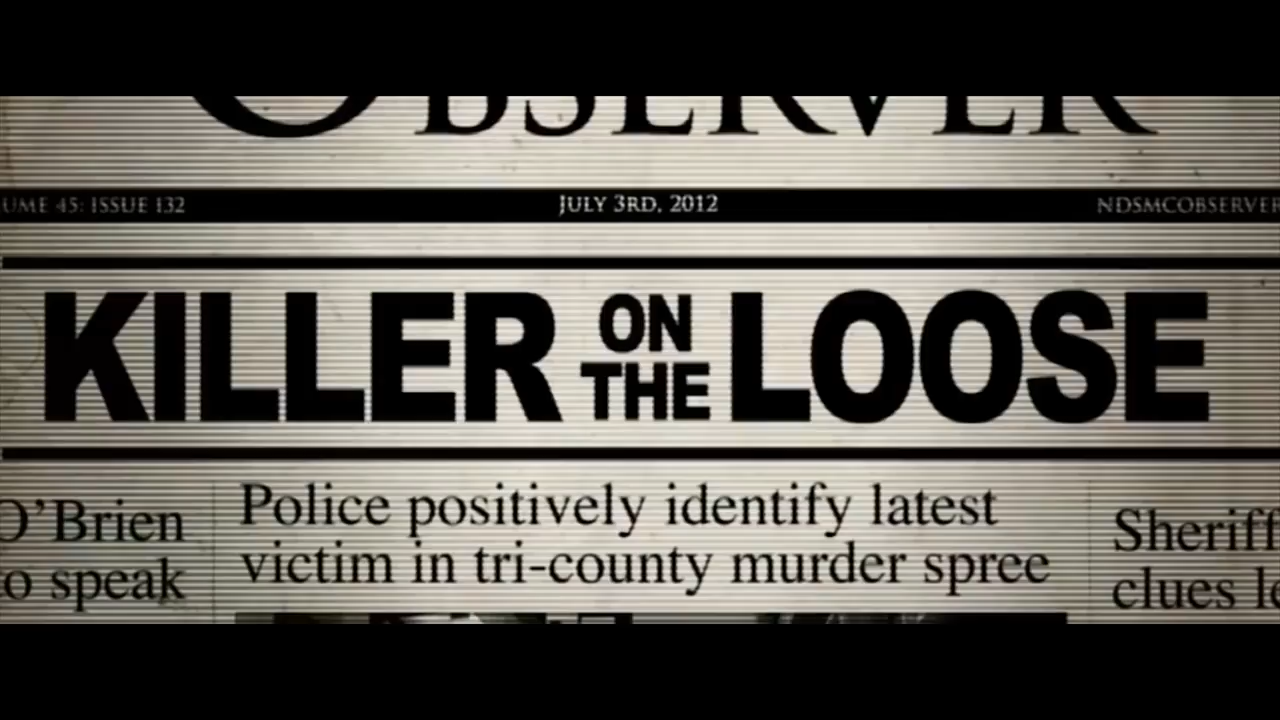 OBSERVER
UME 45: ISSUE 132
JULY 3RD, 2012
NDSMCOBSERVER
KILLER ON THE LOOSE
O'Brien
to speak
Police positively identify latest
victim in tri-county murder spree
Sheriff
clues